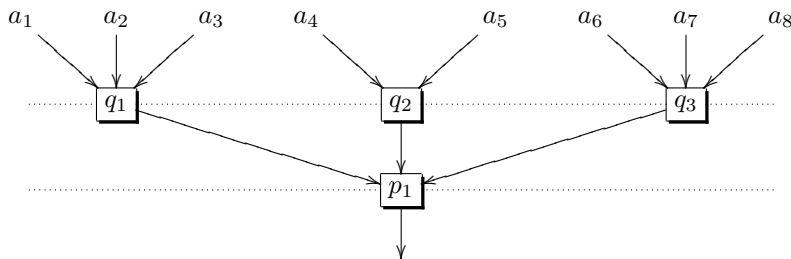 a₁ a₂ a₃ a₄ a₅ a₆ a₇ a₈
q₁ q₂ q₃
p₁